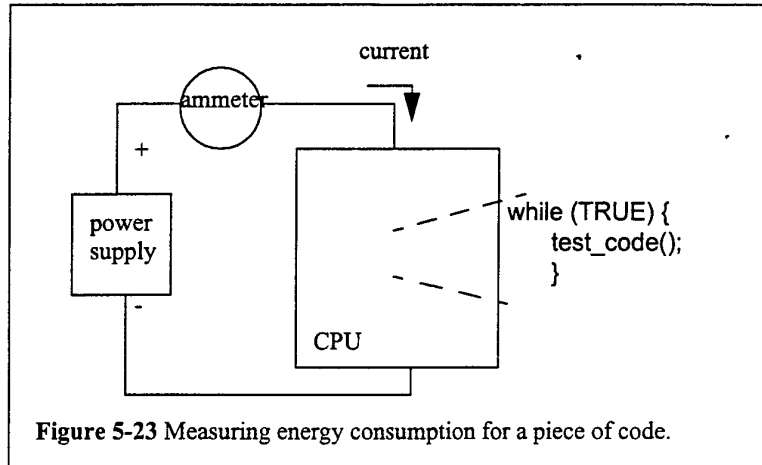 current
ammeter
+
power
supply
-
while (TRUE) {
test_code();
}
CPU
Figure 5-23 Measuring energy consumption for a piece of code.